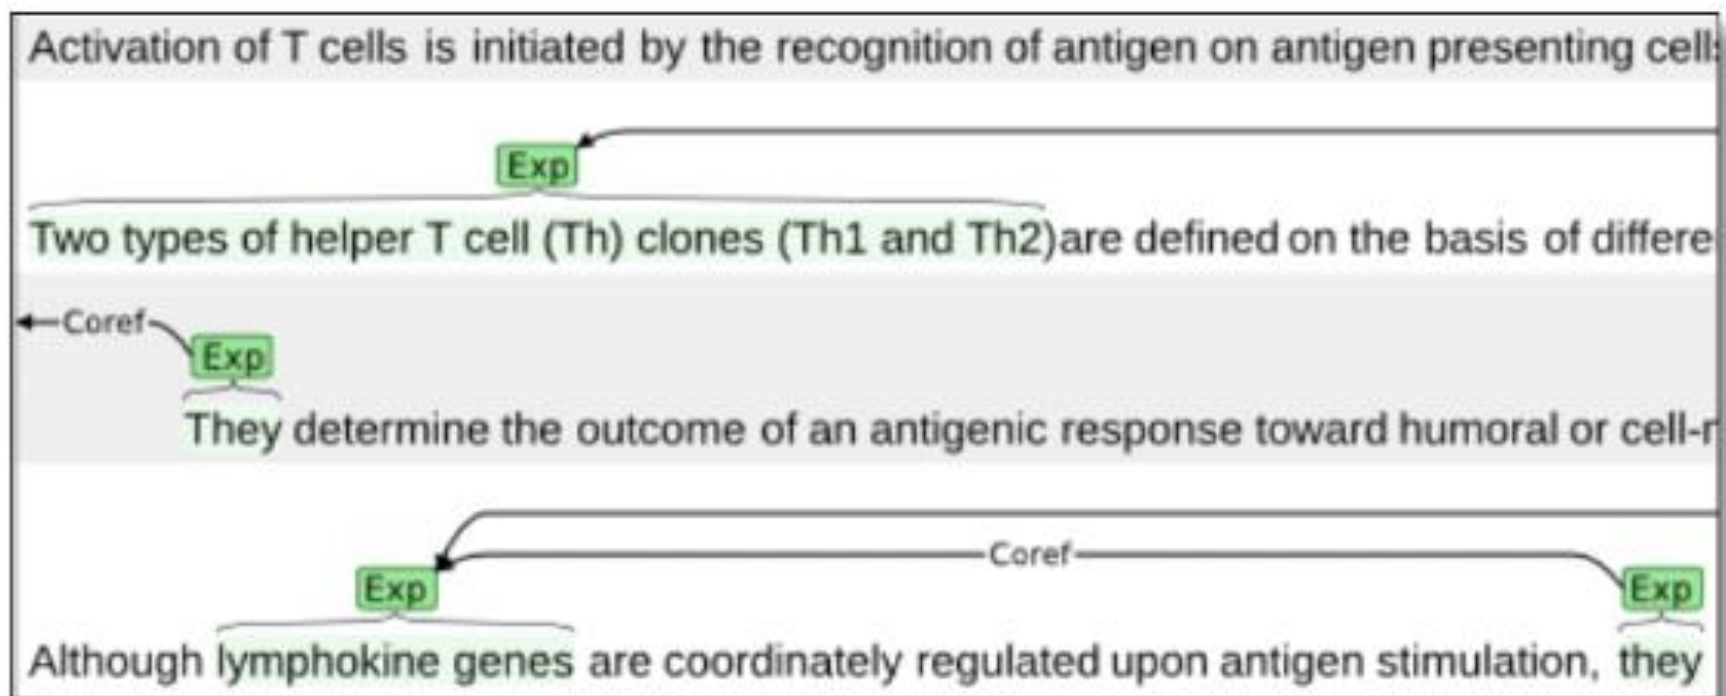 Activation of T cells is initiated by the recognition of antigen on antigen presenting cells
Exp
Two types of helper T cell (Th) clones (Th1 and Th2)are defined on the basis of differe
Coref
Exp
They determine the outcome of an antigenic response toward humoral or cell-
Coref
Exp
Exp
Although lymphokine genes are coordinately regulated upon antigen stimulation, they